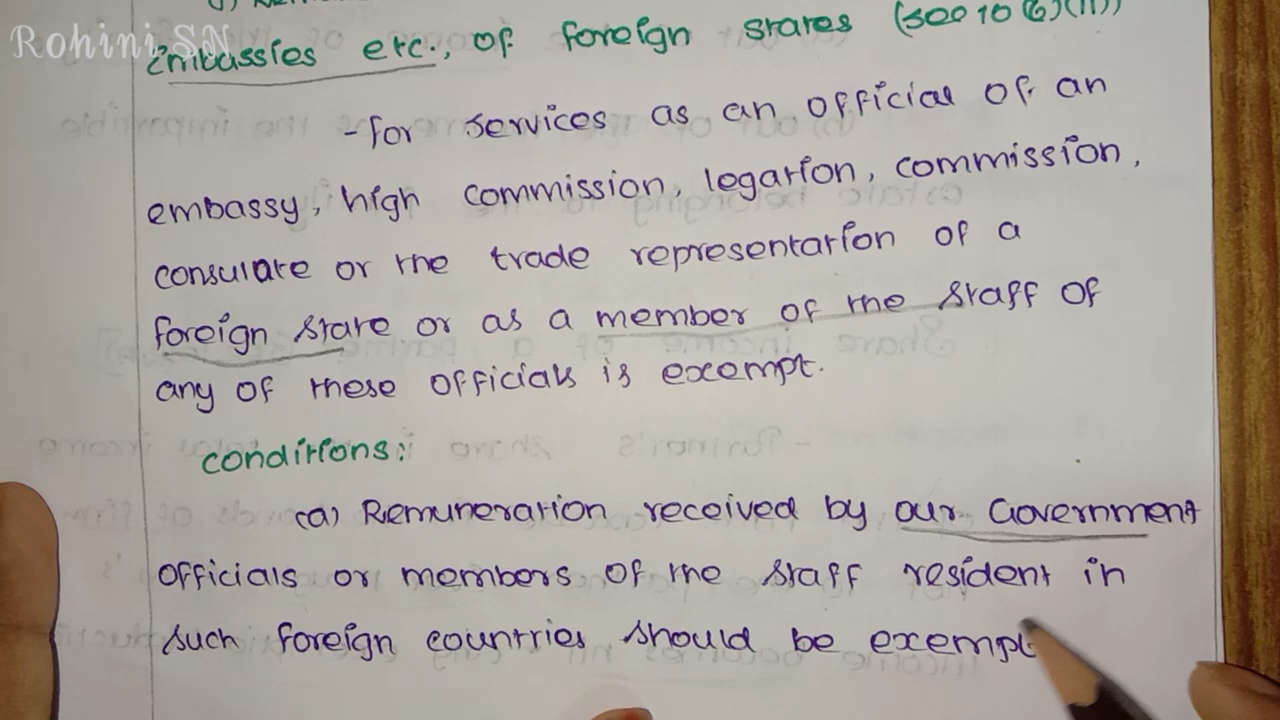 Rohini SN
Embassies etc., of foreign states (sec 10 (6)(ii))
- for services as an official of an
embassy, high commission, legation, commission,
consulate or the trade representation of a
foreign state or as a member of the staff of
any of these officials is exempt.
conditions:
(a) Remuneration received by our Government
officials or members of the staff resident in
such foreign countries should be exempt